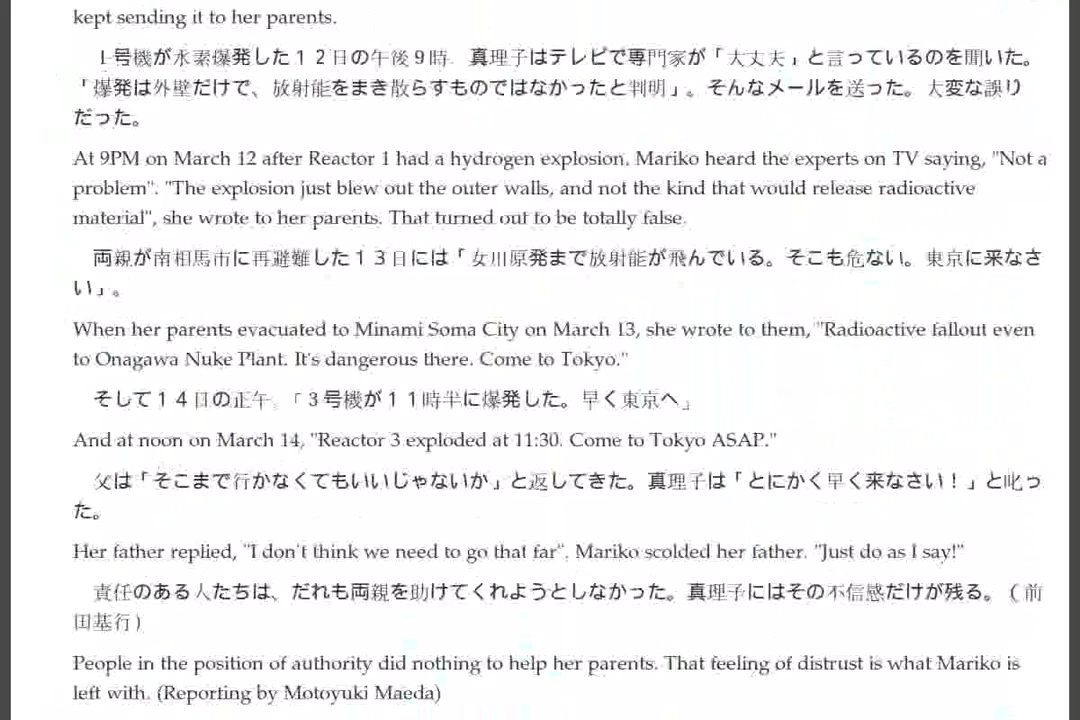 kept sending it to her parents.
1号機が水素爆発した１２日の午後９時、真理子はテレビで専門家が「大丈夫」と言っているのを聞いた。
「爆発は外壁だけで、放射能をまき散らすものではなかったと判明」。そんなメールを送った。大変な誤り
だった。
At 9PM on March 12 after Reactor 1 had a hydrogen explosion, Mariko heard the experts on TV saying, "Not a
problem". "The explosion just blew out the outer walls, and not the kind that would release radioactive
material", she wrote to her parents. That turned out to be totally false.
両親が南相馬市に再避難した１３日には「女川原発まで放射能が飛んでいる。そこも危ない。東京に来なさ
い」。
When her parents evacuated to Minami Soma City on March 13, she wrote to them, "Radioactive fallout even
to Onagawa Nuke Plant. It's dangerous there. Come to Tokyo."
そして１４日の正午。「３号機が１１時半に爆発した。早く東京へ」
And at noon on March 14, "Reactor 3 exploded at 11:30. Come to Tokyo ASAP."
父は「そこまで行かなくてもいいじゃないか」と返してきた。真理子は「とにかく早く来なさい！」と叱っ
た。
Her father replied, "I don't think we need to go that far". Mariko scolded her father. "Just do as I say!"
責任のある人たちは、だれも両親を助けてくれようとしなかった。真理子にはその不信感だけが残る。（前
田基行）
People in the position of authority did nothing to help her parents. That feeling of distrust is what Mariko is
left with. (Reporting by Motoyuki Maeda)